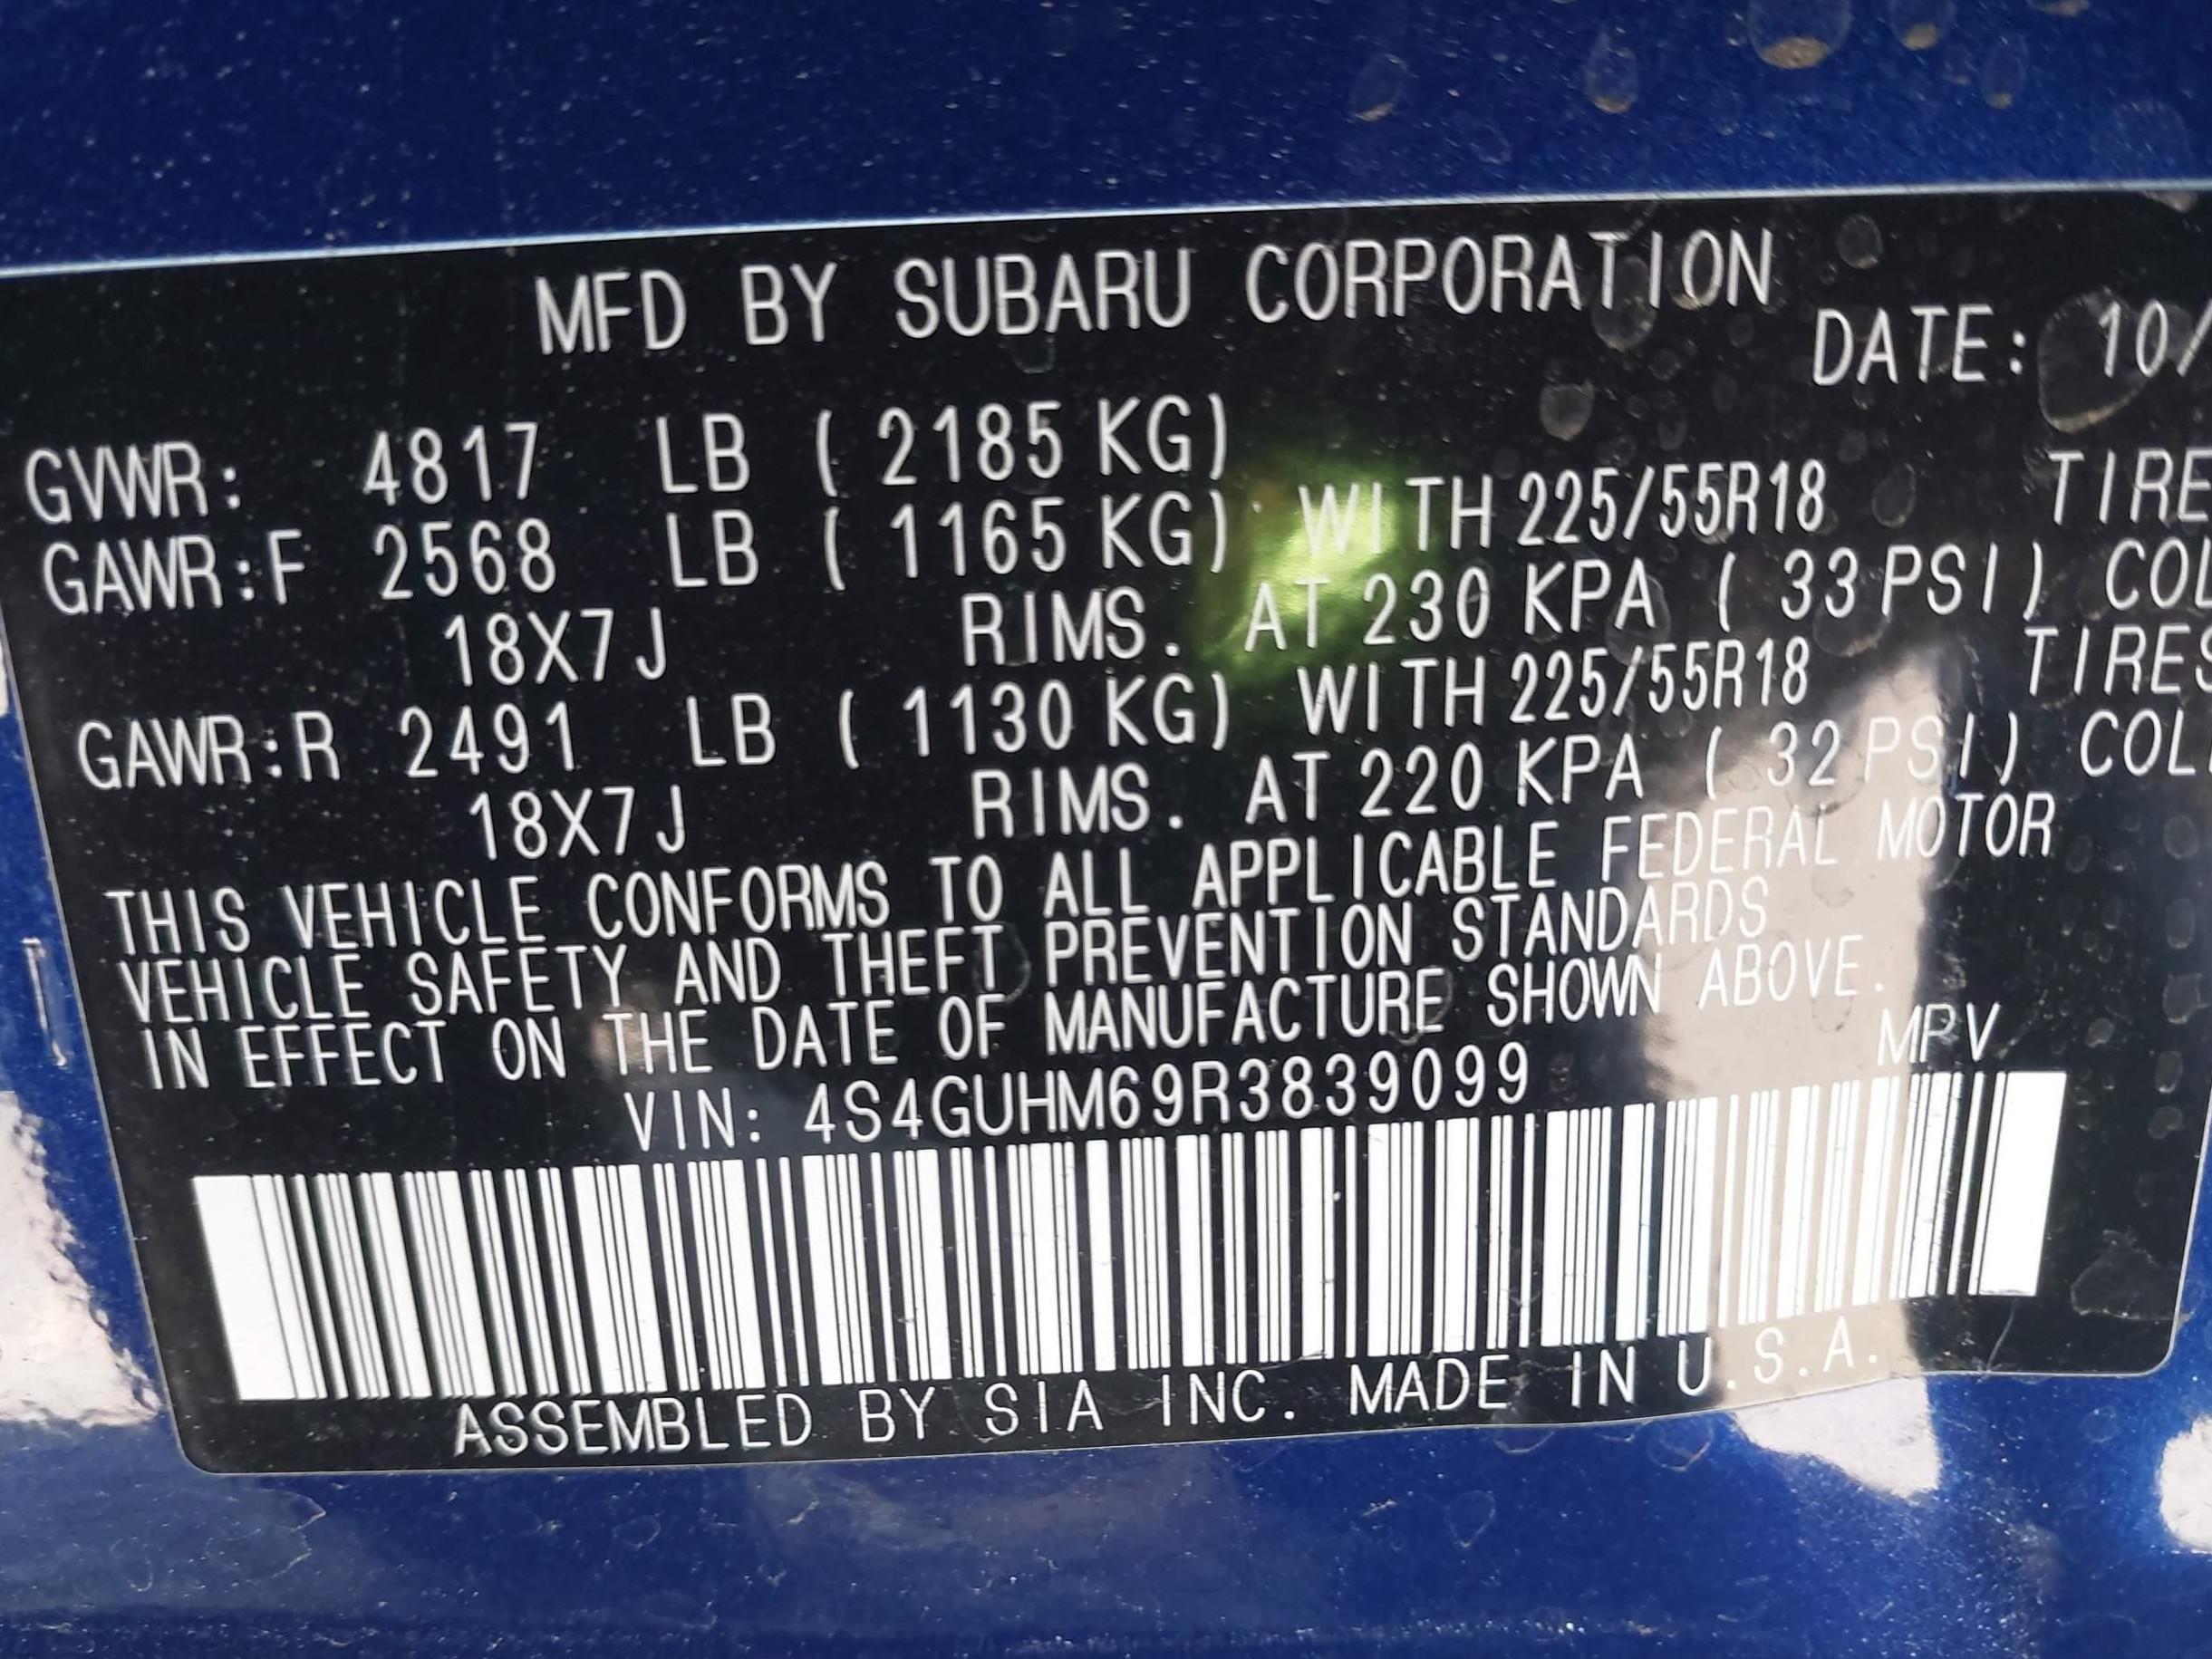 MFD BY SUBARU CORPORATION
DATE: 10/
GVWR: 4817 LB ( 2185 KG)
GAWR:F 2568 LB ( 1165 KG) WITH 225/55R18 TIRE
18X7J RIMS. AT 230 KPA ( 33 PSI) COL
GAWR:R 2491 LB ( 1130 KG) WITH 225/55R18 TIRES
18X7J RIMS. AT 220 KPA ( 32 PSI) COL
THIS VEHICLE CONFORMS TO ALL APPLICABLE FEDERAL MOTOR
VEHICLE SAFETY AND THEFT PREVENTION STANDARDS
IN EFFECT ON THE DATE OF MANUFACTURE SHOWN ABOVE.
VIN: 4S4GUHM69R3839099 MPV
ASSEMBLED BY SIA INC. MADE IN U.S.A.